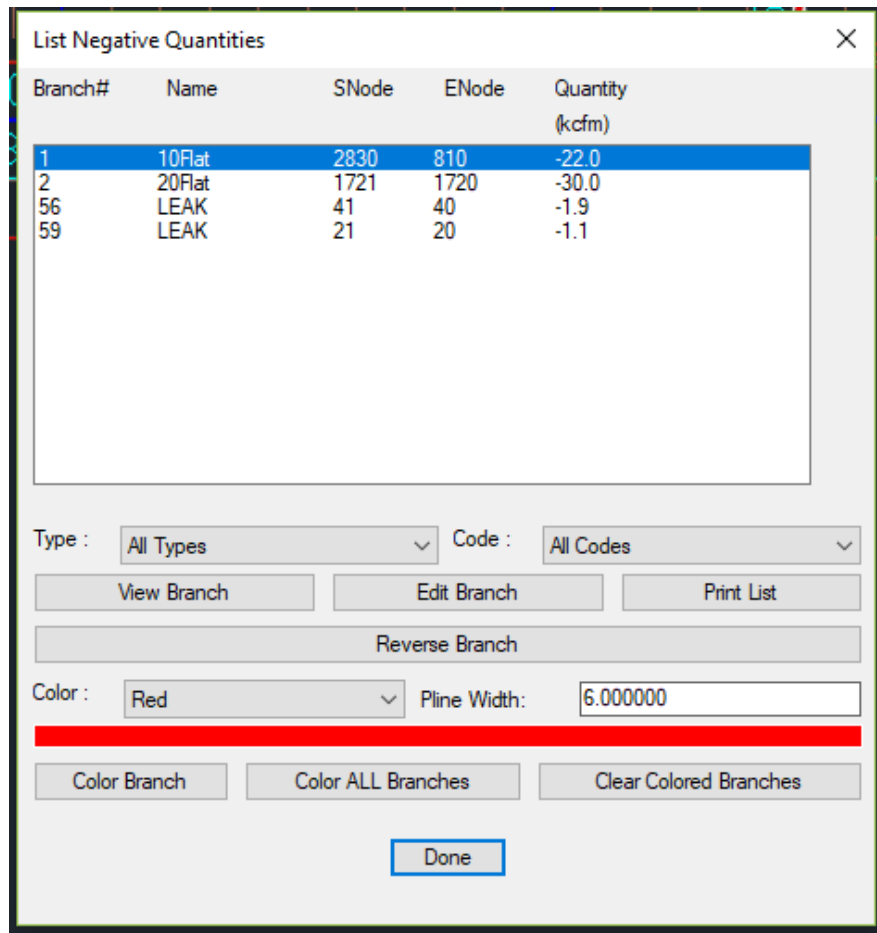 List Negative Quantities
Branch# Name SNode ENode Quantity
(kcfm)
1 10Flat 2830 810 -22.0
2 20Flat 1721 1720 -30.0
56 LEAK 41 40 -1.9
59 LEAK 21 20 -1.1
Type : All Types Code : All Codes
View Branch Edit Branch Print List
Reverse Branch
Color : Red Pline Width: 6.000000
Color Branch Color ALL Branches Clear Colored Branches
Done